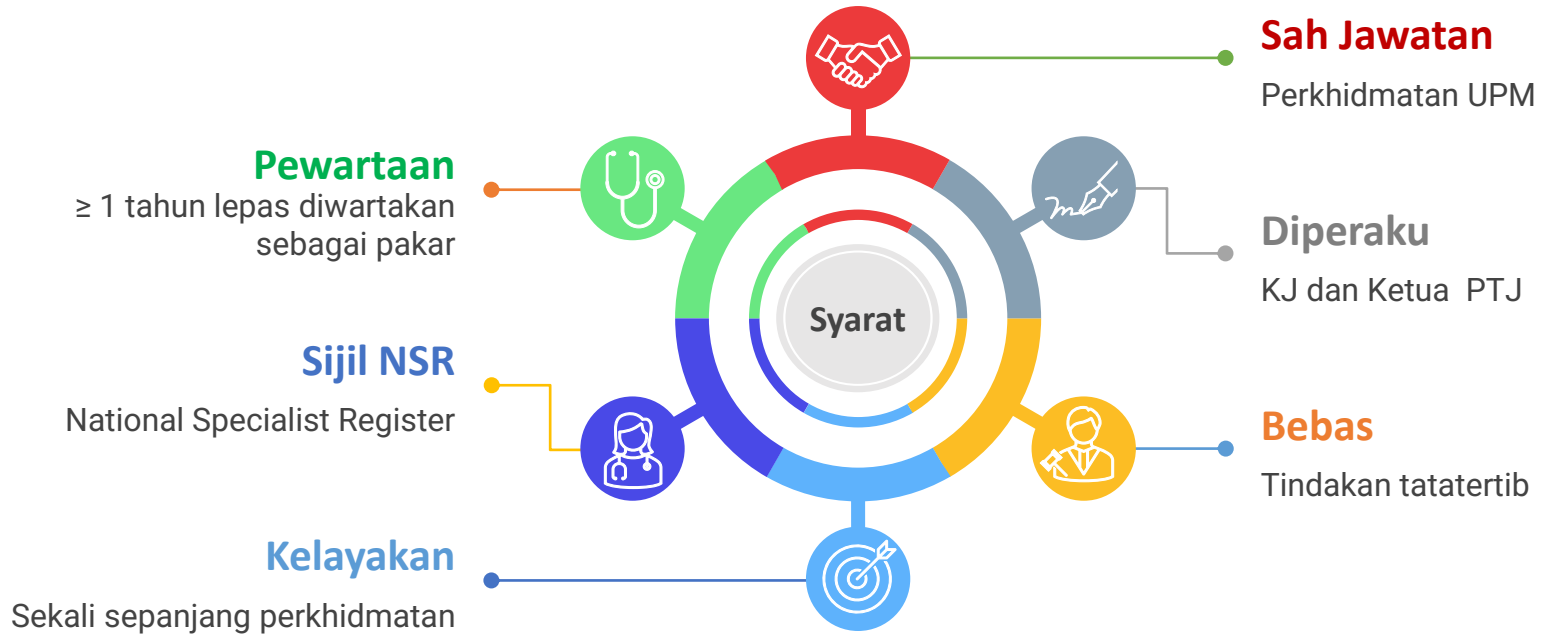 Sah Jawatan
Perkhidmatan UPM
Pewartaan
≥ 1 tahun lepas diwartakan
sebagai pakar
Diperaku
KJ dan Ketua PTJ
Syarat
Sijil NSR
National Specialist Register
Bebas
Tindakan tatatertib
Kelayakan
Sekali sepanjang perkhidmatan